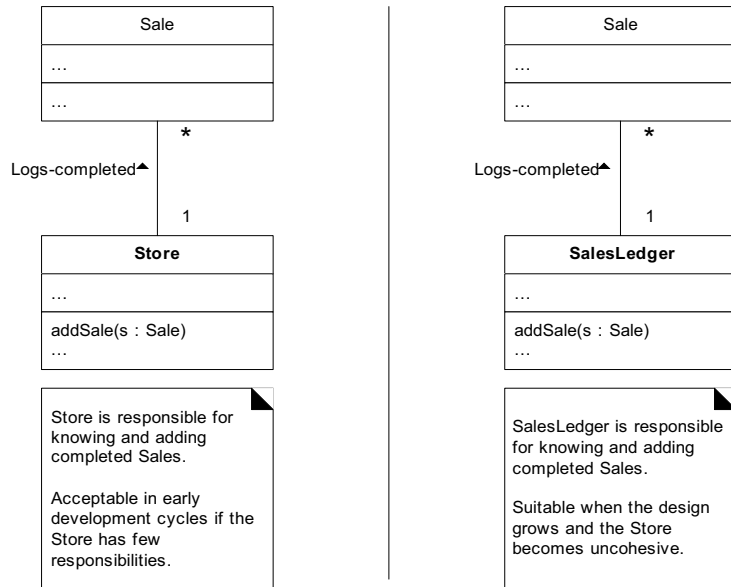 Sale
...
...
*
Logs-completed
1
Store
...
addSale(s : Sale)
...
Store is responsible for
knowing and adding
completed Sales.
Acceptable in early
development cycles if the
Store has few
responsibilities.
Sale
...
...
*
Logs-completed
1
SalesLedger
...
addSale(s : Sale)
...
SalesLedger is responsible
for knowing and adding
completed Sales.
Suitable when the design
grows and the Store
becomes uncohesive.